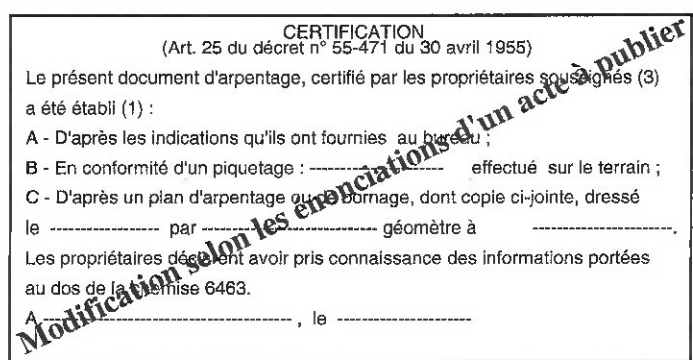 CERTIFICATION
(Art. 25 du décret n° 55-471 du 30 avril 1955)
Le présent document d'arpentage, certifié par les propriétaires soussignés (3)
a été établi (1) :
A - D'après les indications qu'ils ont fournies au bureau ;
B - En conformité d'un piquetage : --------------------- effectué sur le terrain ;
C - D'après un plan d'arpentage ou de bornage, dont copie ci-jointe, dressé
le ----------------- par --------------------------- géomètre à ----------------------.
Les propriétaires déclarent avoir pris connaissance des informations portées
au dos de la chemise 6463.
A --------------------------------------- , le ---------------------
Modification selon les énonciations d'un acte à publier